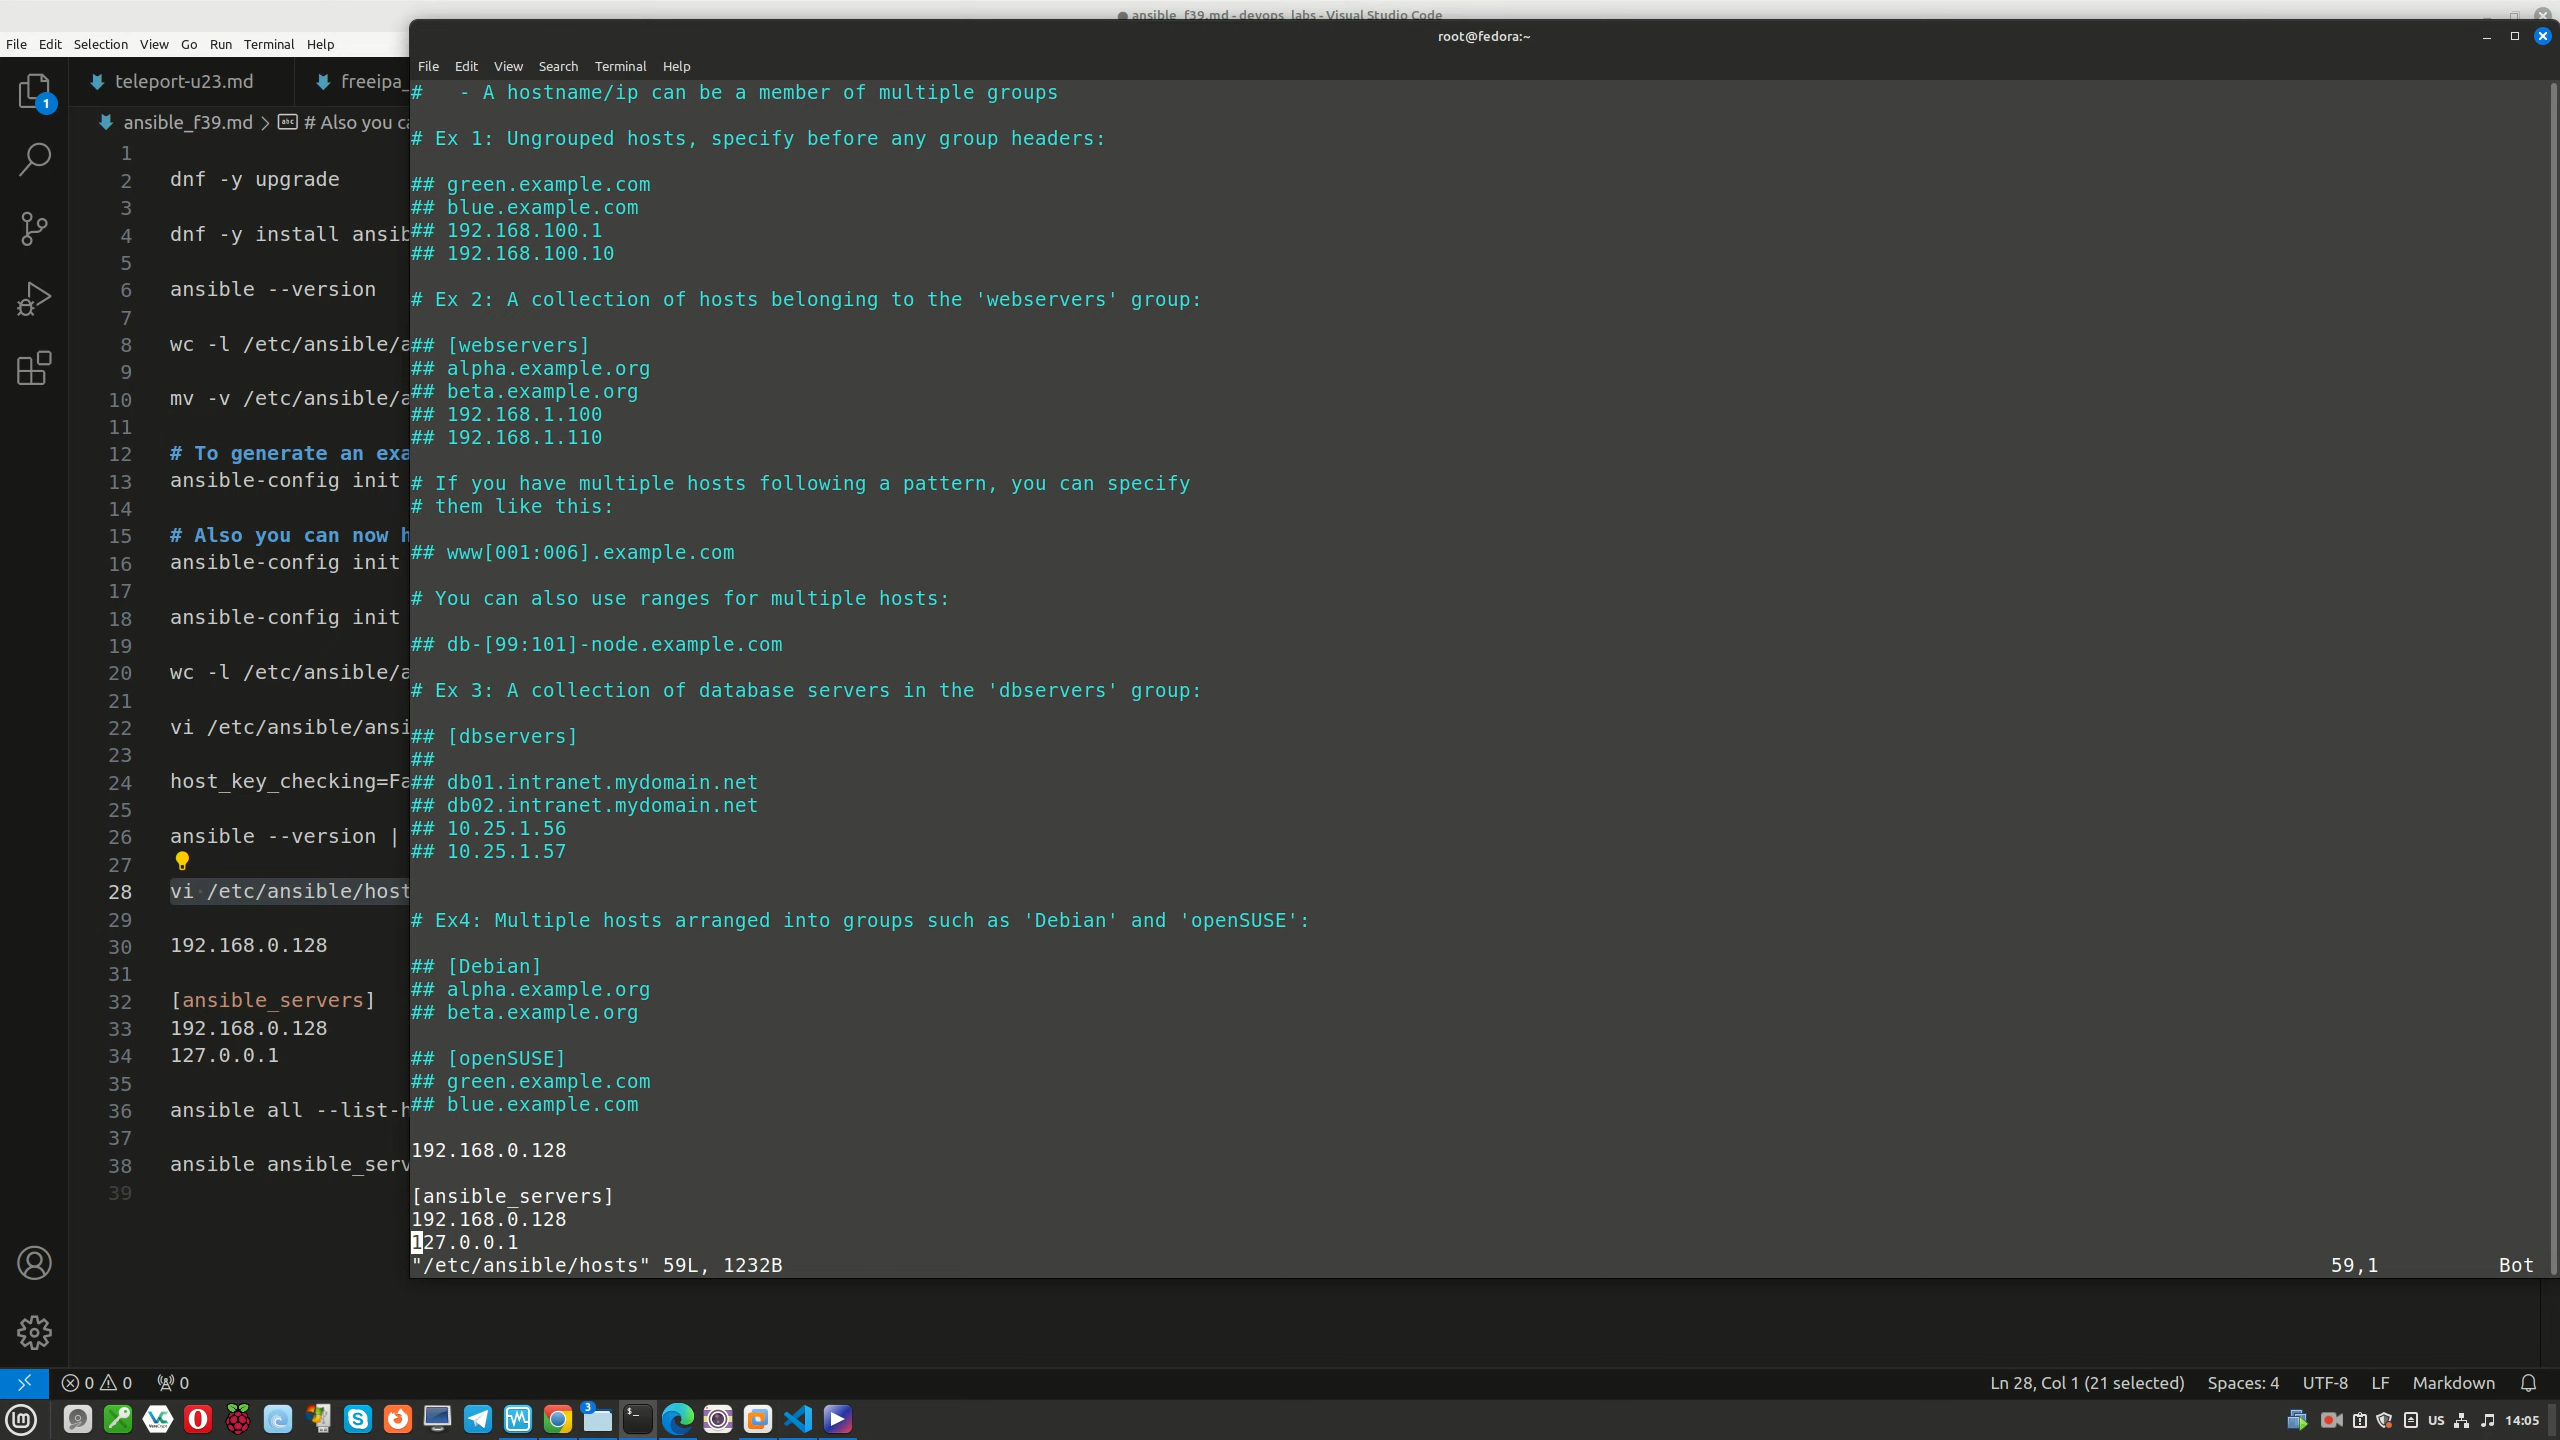 ansible_f39.md - devops_labs - Visual Studio Code
File Edit Selection View Go Run Terminal Help
root@fedora:~
File Edit View Search Terminal Help
1
teleport-u23.md
freeipa_
ansible_f39.md > # Also you ca
1
2 dnf -y upgrade
3
4 dnf -y install ansib
5
6 ansible --version
7
8 wc -l /etc/ansible/a
9
10 mv -v /etc/ansible/a
11
12 # To generate an exa
13 ansible-config init
14
15 # Also you can now h
16 ansible-config init
17
18 ansible-config init
19
20 wc -l /etc/ansible/a
21
22 vi /etc/ansible/ansi
23
24 host_key_checking=Fa
25
26 ansible --version |
27
28 vi /etc/ansible/host
29
30 192.168.0.128
31
32 [ansible_servers]
33 192.168.0.128
34 127.0.0.1
35
36 ansible all --list-h
37
38 ansible ansible_serv
39
#   - A hostname/ip can be a member of multiple groups
# Ex 1: Ungrouped hosts, specify before any group headers:
## green.example.com
## blue.example.com
## 192.168.100.1
## 192.168.100.10
# Ex 2: A collection of hosts belonging to the 'webservers' group:
## [webservers]
## alpha.example.org
## beta.example.org
## 192.168.1.100
## 192.168.1.110
# If you have multiple hosts following a pattern, you can specify
# them like this:
## www[001:006].example.com
# You can also use ranges for multiple hosts:
## db-[99:101]-node.example.com
# Ex 3: A collection of database servers in the 'dbservers' group:
## [dbservers]
##
## db01.intranet.mydomain.net
## db02.intranet.mydomain.net
## 10.25.1.56
## 10.25.1.57
# Ex4: Multiple hosts arranged into groups such as 'Debian' and 'openSUSE':
## [Debian]
## alpha.example.org
## beta.example.org
## [openSUSE]
## green.example.com
## blue.example.com
192.168.0.128
[ansible_servers]
192.168.0.128
127.0.0.1
"/etc/ansible/hosts" 59L, 1232B 59,1 Bot
0 0 0 Ln 28, Col 1 (21 selected) Spaces: 4 UTF-8 LF Markdown
3 US 14:05